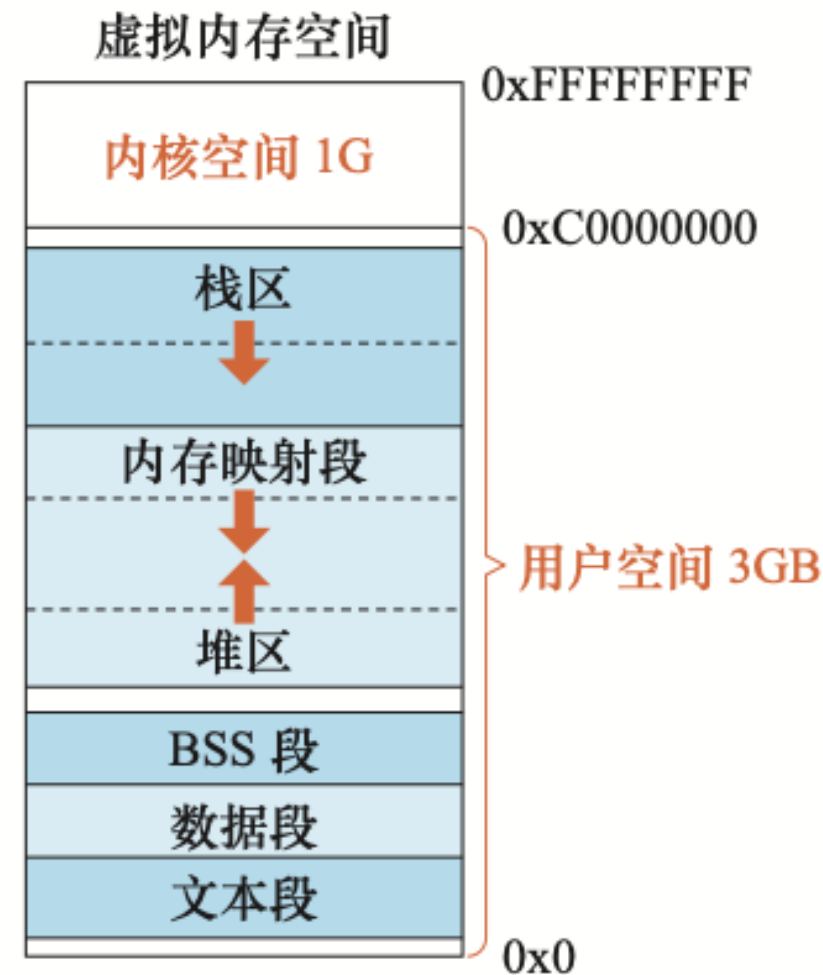 虚拟内存空间
0xFFFFFFFF
内核空间 1G
0xC0000000
栈区
内存映射段
用户空间 3GB
堆区
BSS 段
数据段
文本段
0x0